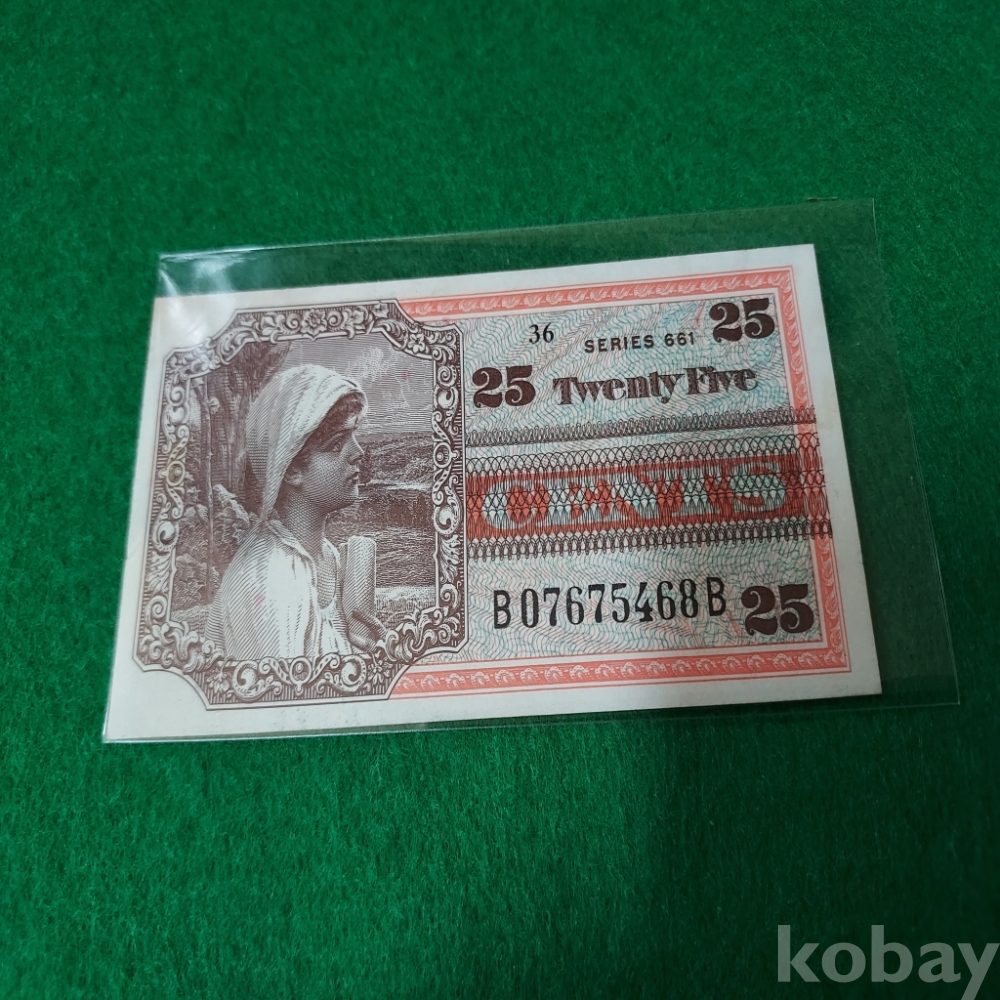 36 SERIES 661 25
25 Twenty Five
CENTS
B07675468B 25
kobay